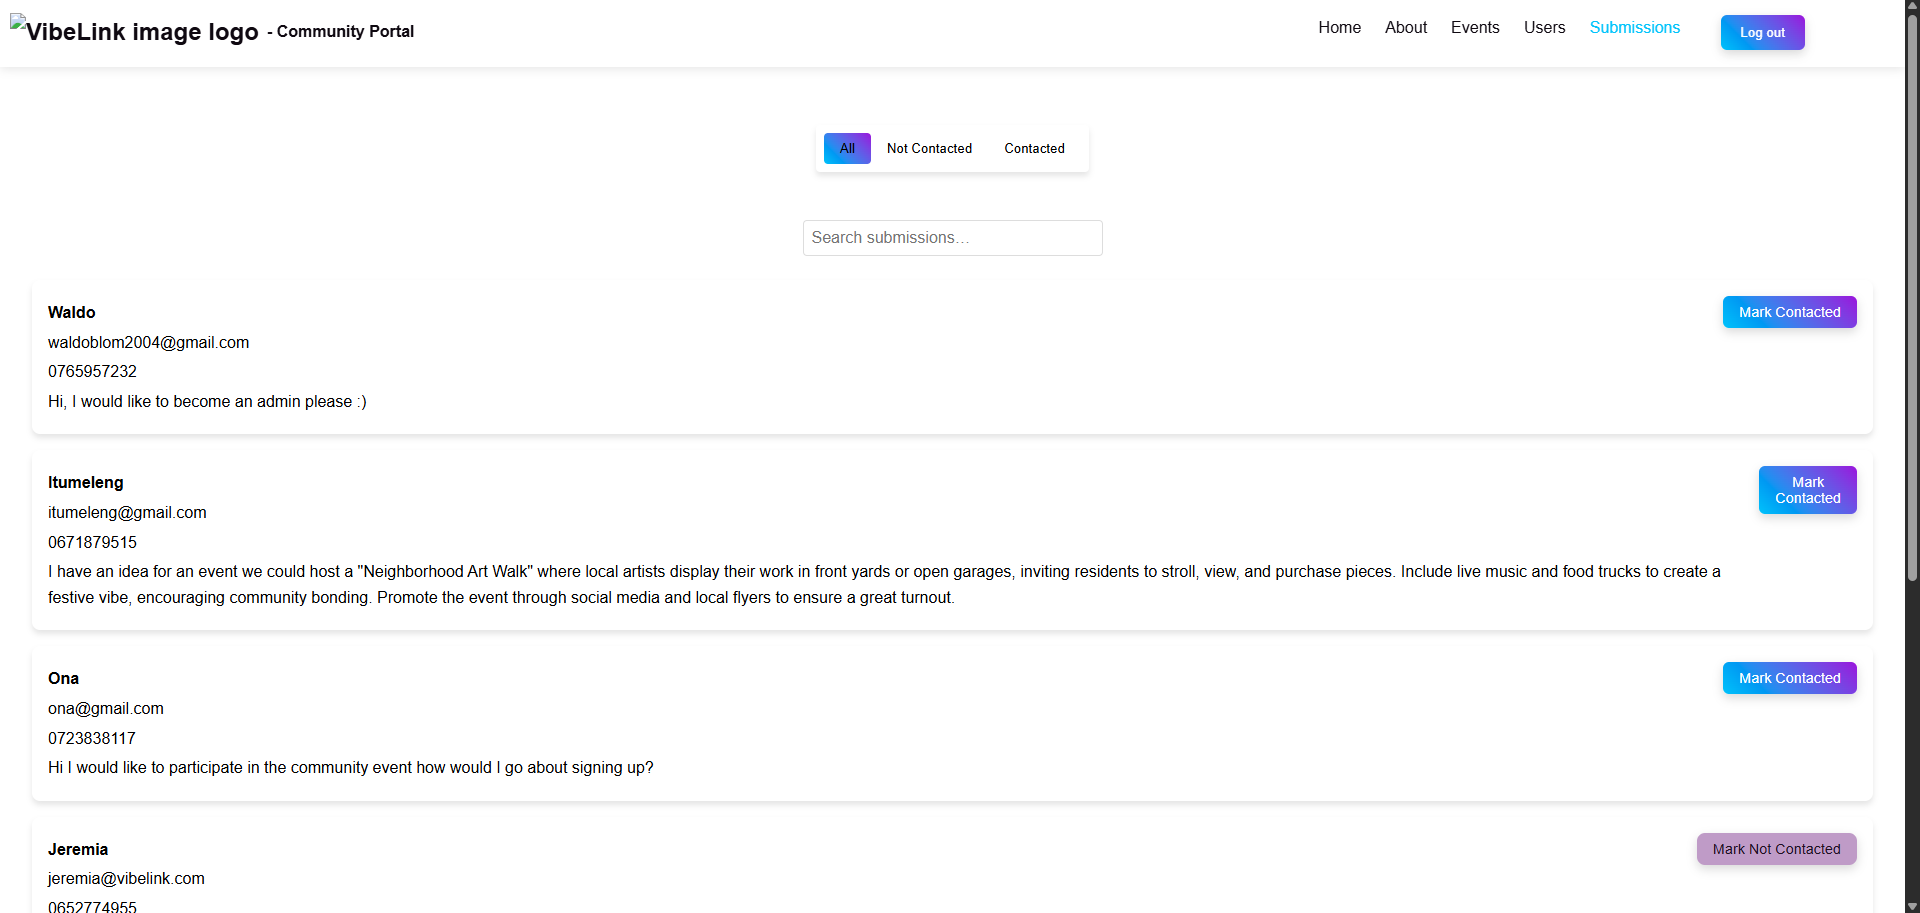 VibeLink image logo - Community Portal
Home About Events Users Submissions Log out
All Not Contacted Contacted
Search submissions...
Waldo
Mark Contacted
waldoblom2004@gmail.com
0765957232
Hi, I would like to become an admin please :)
Itumeleng
Mark
Contacted
itumeleng@gmail.com
0671879515
I have an idea for an event we could host a "Neighborhood Art Walk" where local artists display their work in front yards or open garages, inviting residents to stroll, view, and purchase pieces. Include live music and food trucks to create a
festive vibe, encouraging community bonding. Promote the event through social media and local flyers to ensure a great turnout.
Ona
Mark Contacted
ona@gmail.com
0723838117
Hi I would like to participate in the community event how would I go about signing up?
Jeremia
Mark Not Contacted
jeremia@vibelink.com
0652774955